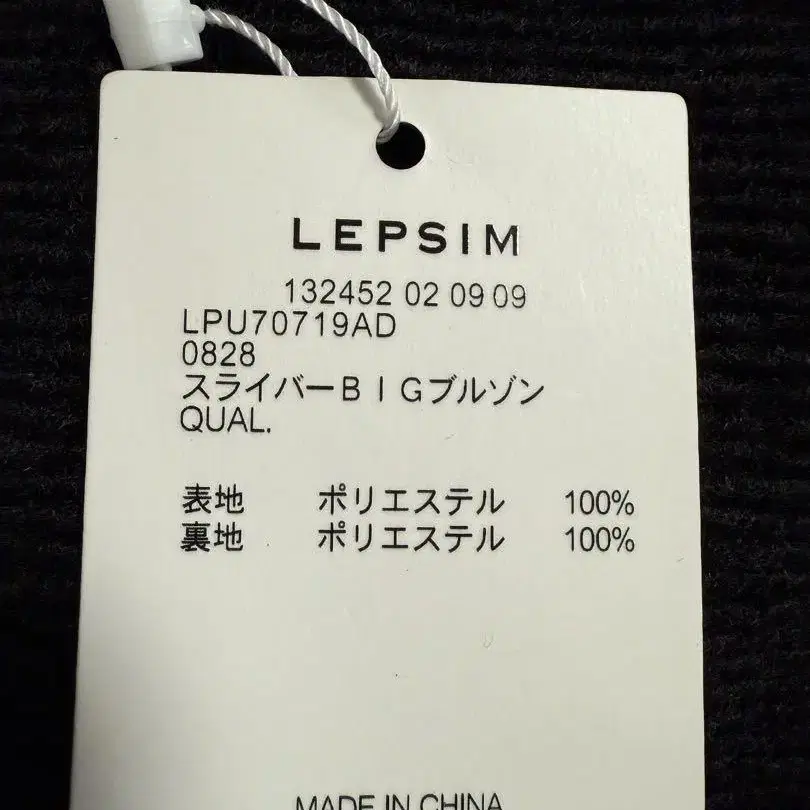 LEPSIM
132452 02 09 09
LPU70719AD
0828
スライバーＢＩＧブルゾン
QUAL.
表地 ポリエステル 100%
裏地 ポリエステル 100%
MADE IN CHINA